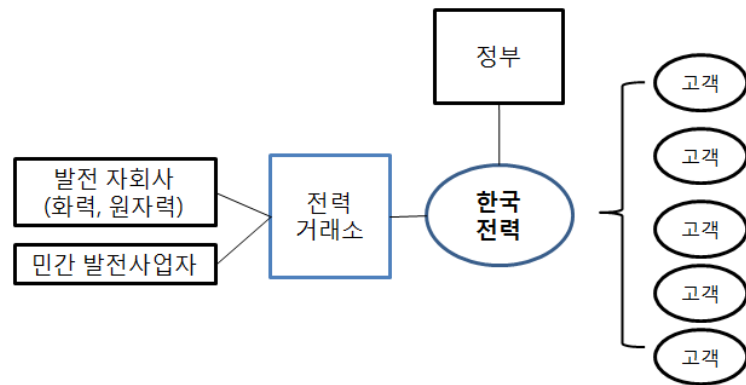 정부
발전 자회사
(화력, 원자력)
민간 발전사업자
전력
거래소
한국
전력
고객
고객
고객
고객
고객